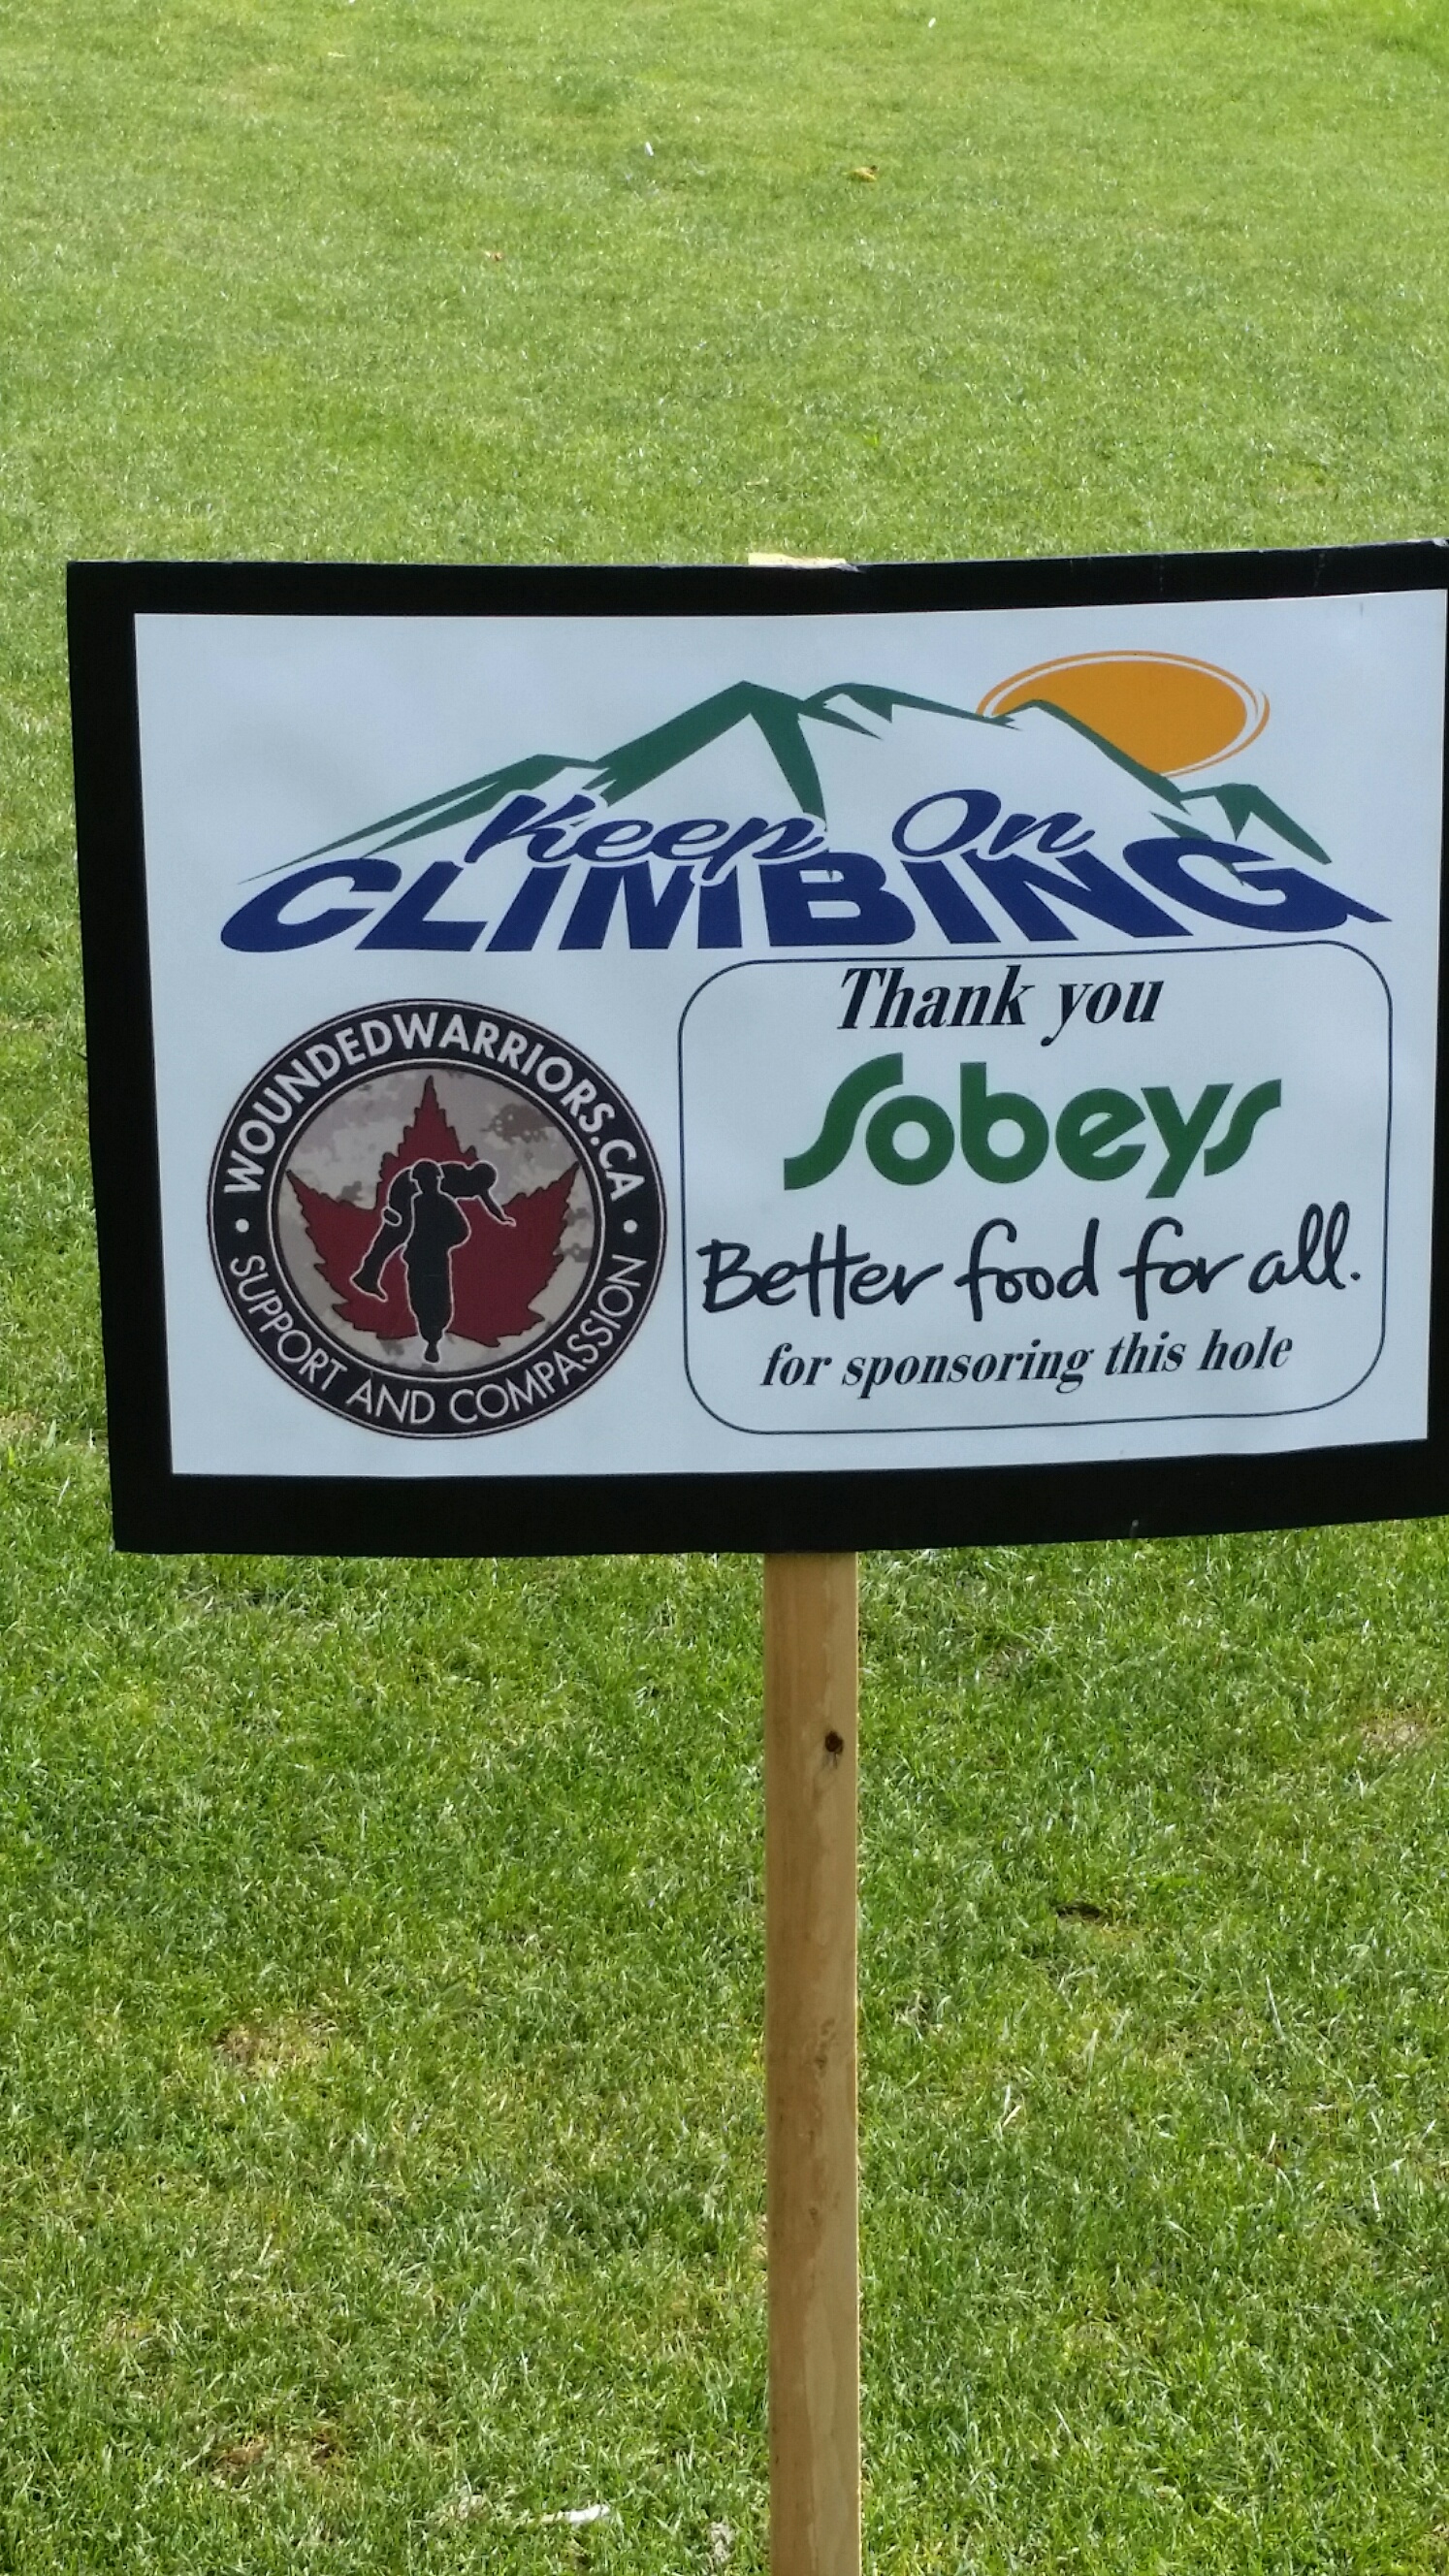 Keep On
CLIMBING
WOUNDEDWARRIORS.CA
• SUPPORT AND COMPASSION •
Thank you
Sobeys
Better food for all.
for sponsoring this hole